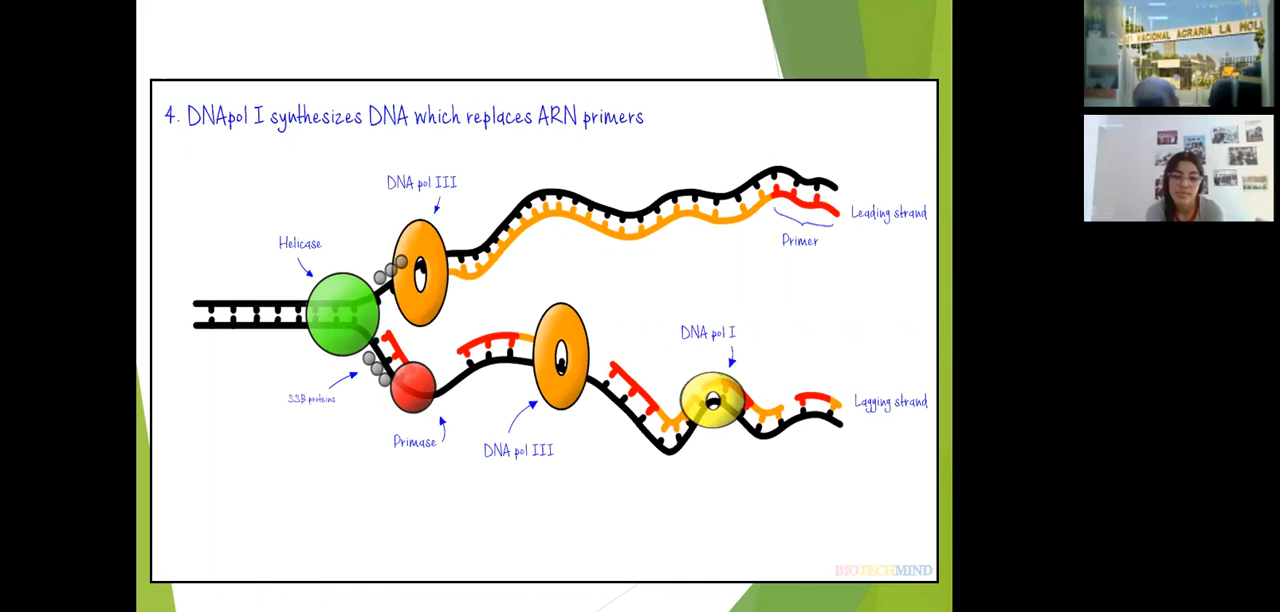 NACIONAL AGRARIA LA MOL
4. DNApol I synthesizes DNA which replaces ARN primers
DNA pol III
Leading strand
Primer
Helicase
DNA pol I
SSB proteins
Lagging strand
Primase
DNA pol III
BIOTECHMIND